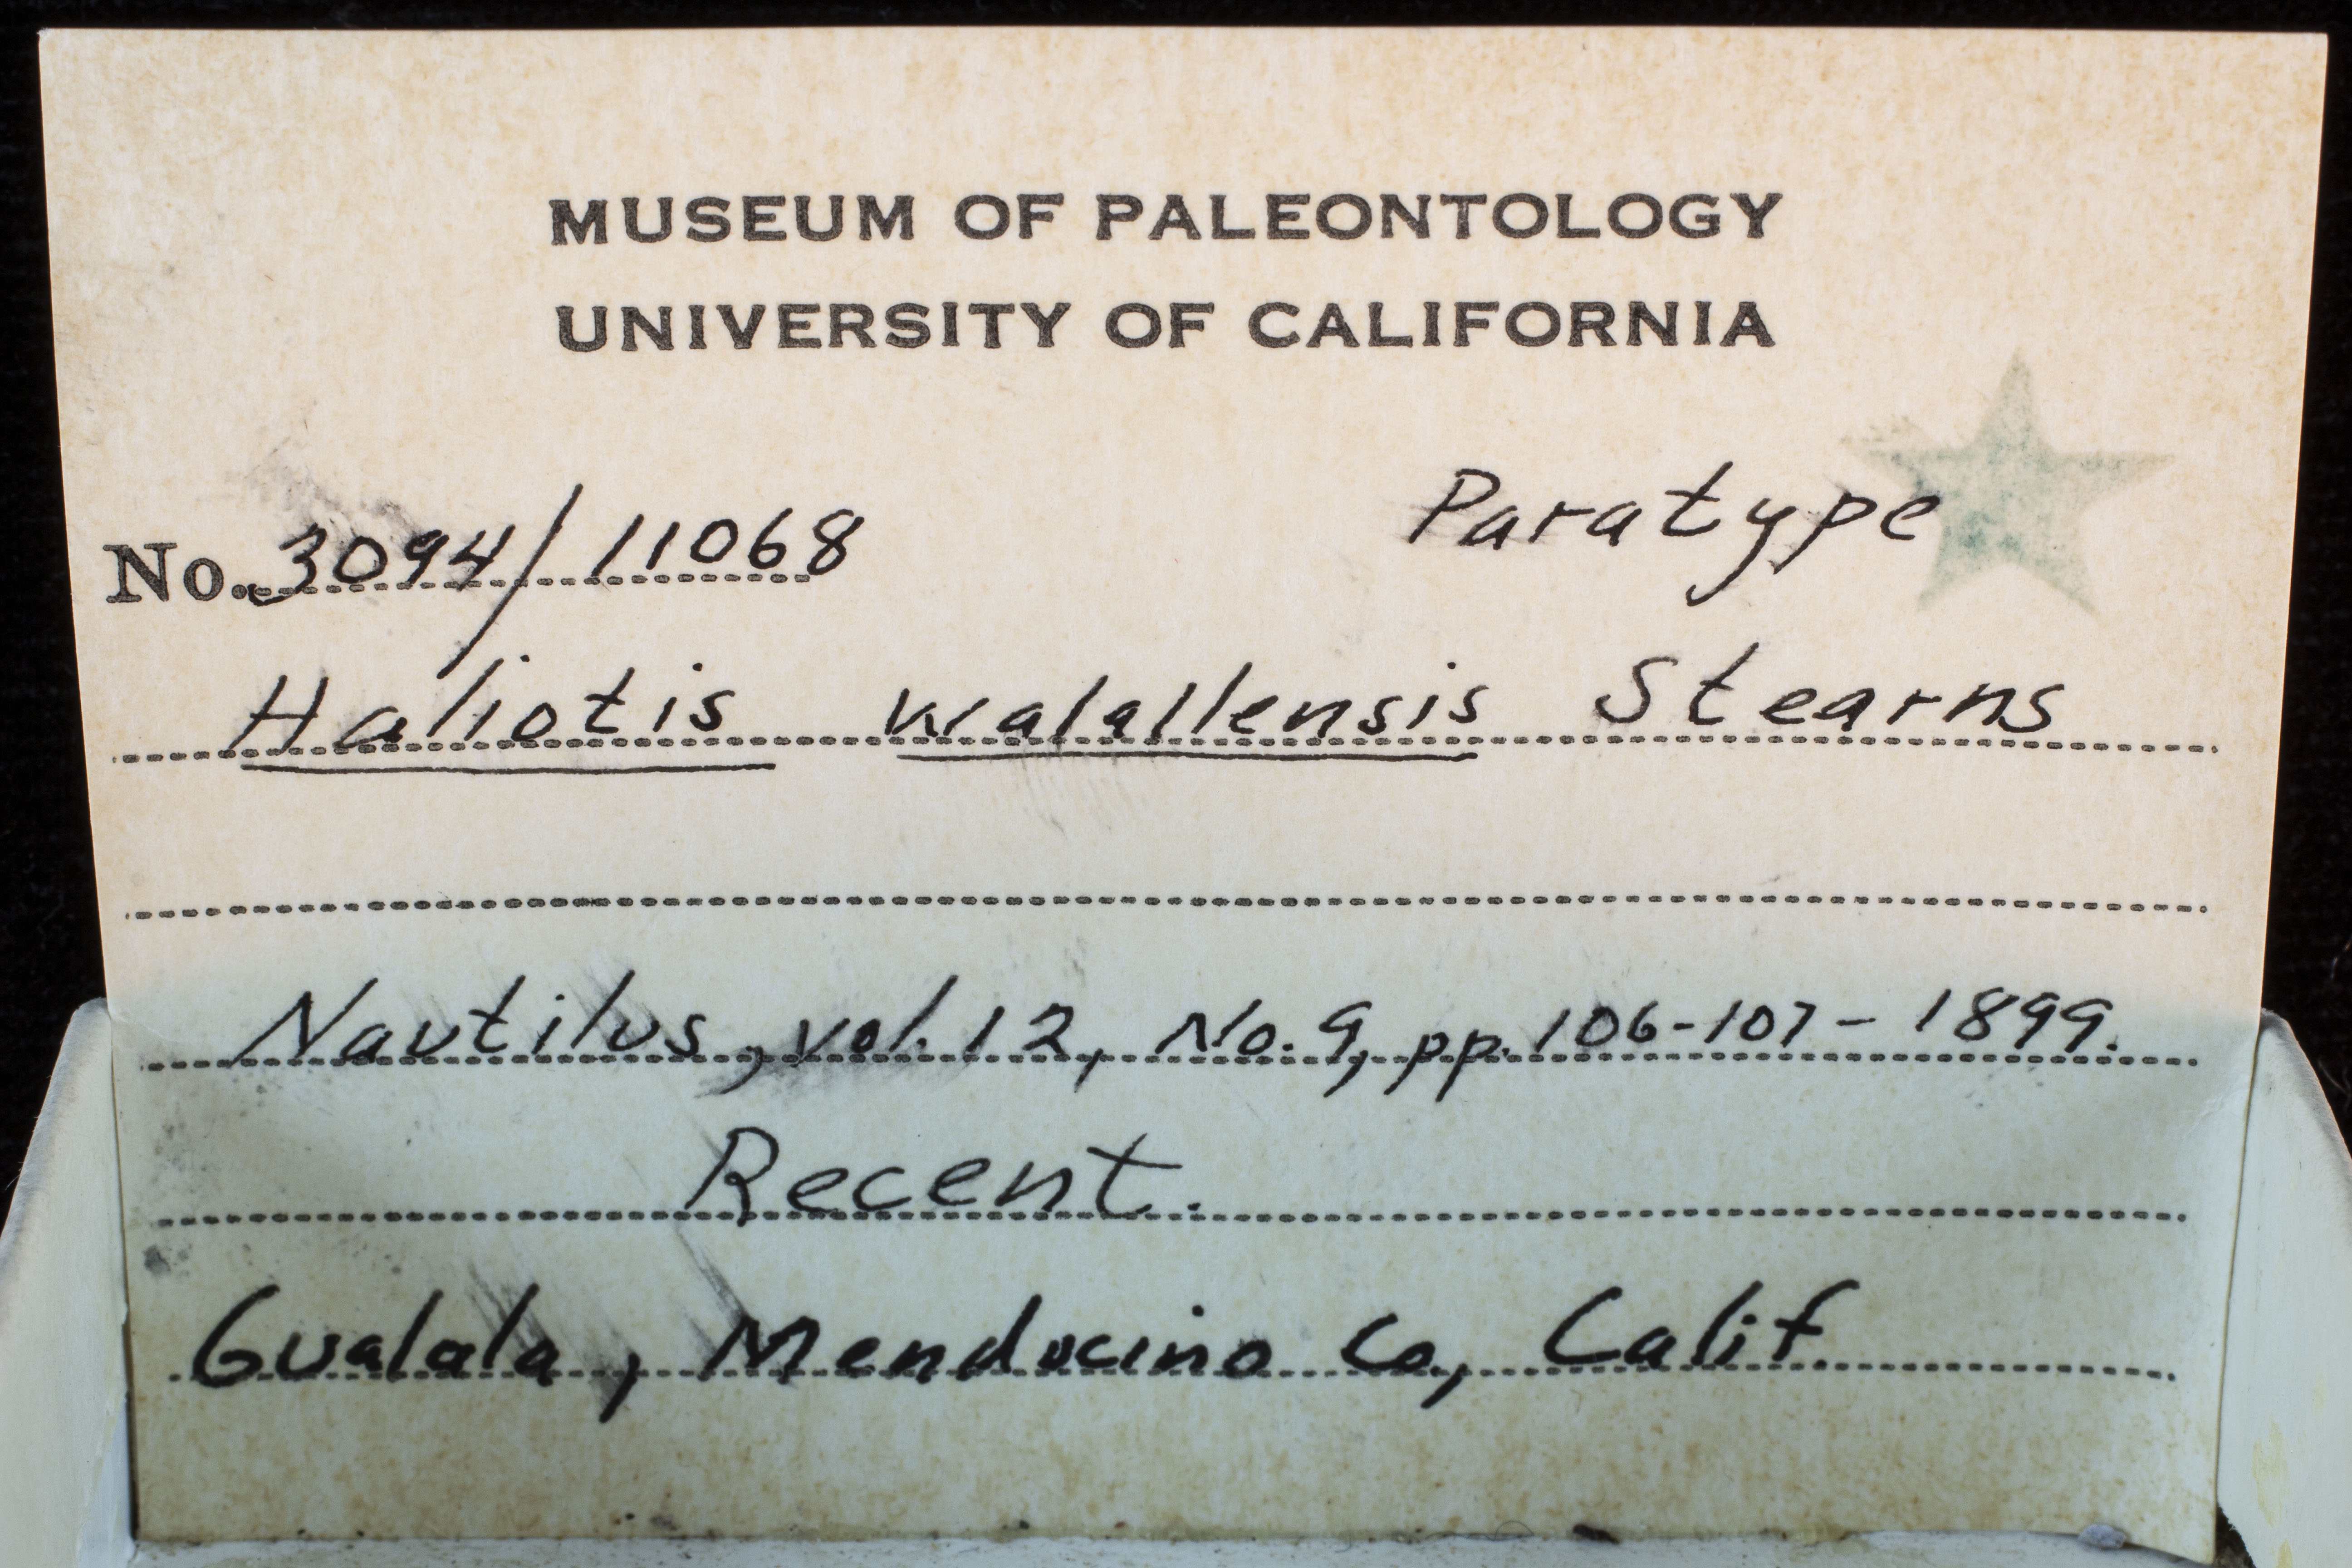 MUSEUM OF PALEONTOLOGY
UNIVERSITY OF CALIFORNIA
No. 3094/11068 Paratype
Haliotis walallensis Stearns
Nautilus, vol. 12, No. 9, pp. 106-107 - 1899.
Recent.
Gualala, Mendocino Co, Calif.